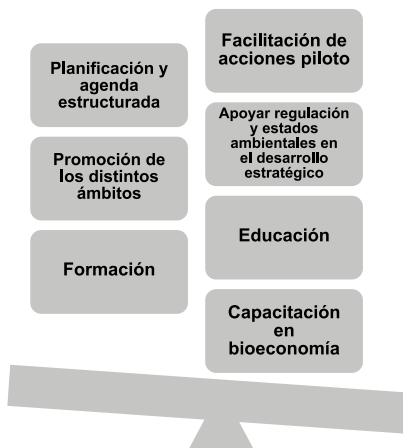 Planificación y
agenda
estructurada
Promoción de
los distintos
ámbitos
Formación
Facilitación de
acciones piloto
Apoyar regulación
y estados
ambientales en
el desarrollo
estratégico
Educación
Capacitación
en
bioeconomía